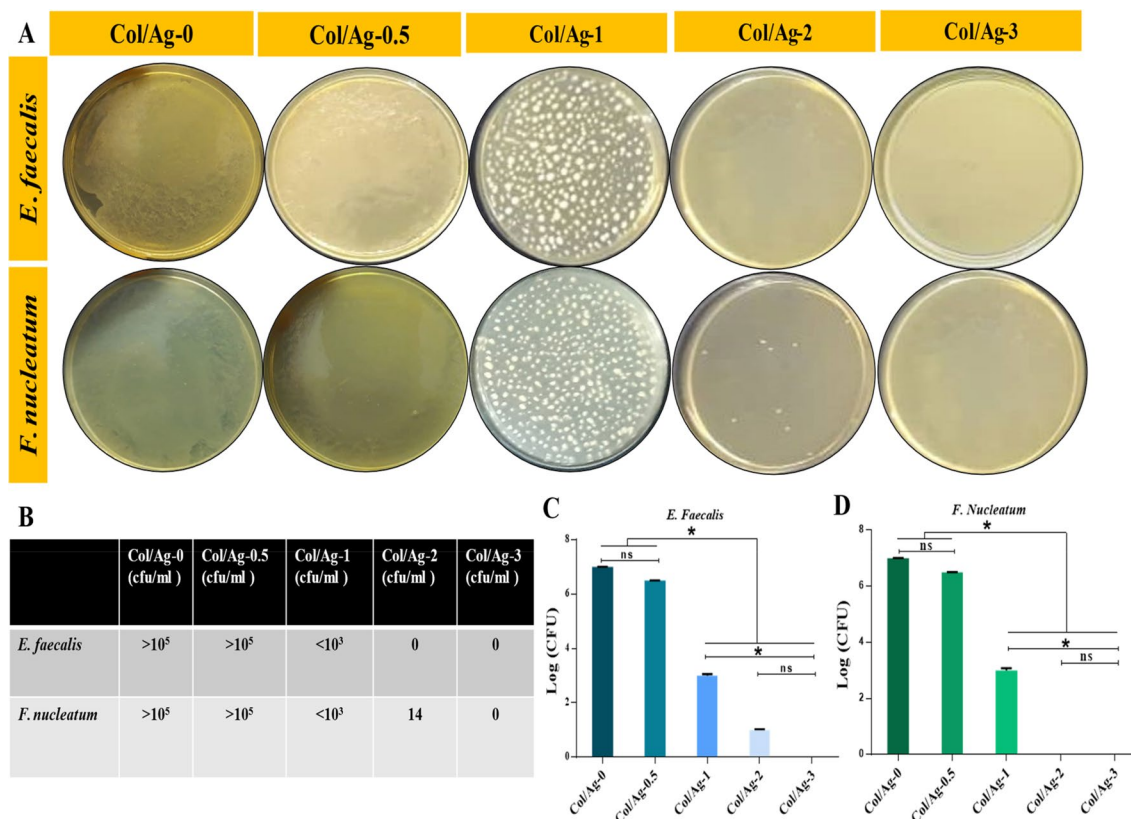 A
Col/Ag-0
Col/Ag-0.5
Col/Ag-1
Col/Ag-2
Col/Ag-3
E. faecalis
F. nucleatum
B
Col/Ag-0
(cfu/ml )
Col/Ag-0.5
(cfu/ml )
Col/Ag-1
(cfu/ml )
Col/Ag-2
(cfu/ml )
Col/Ag-3
(cfu/ml )
E. faecalis
>10⁵
>10⁵
<10³
0
0
F. nucleatum
>10⁵
>10⁵
<10³
14
0
C
E. Faecalis
*
ns
*
ns
Log (CFU)
8
6
4
2
0
Col/Ag-0
Col/Ag-0.5
Col/Ag-1
Col/Ag-2
Col/Ag-3
D
F. Nucleatum
*
ns
*
ns
Log (CFU)
8
6
4
2
0
Col/Ag-0
Col/Ag-0.5
Col/Ag-1
Col/Ag-2
Col/Ag-3